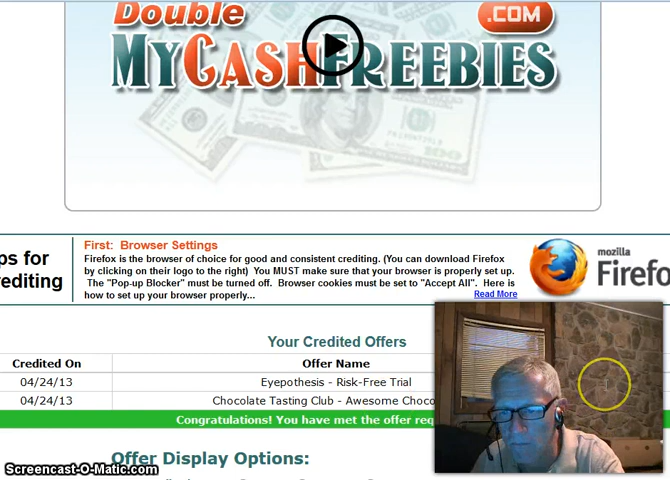 Double
.COM
MYCASHFREEBIES
ps for
rediting
First: Browser Settings
Firefox is the browser of choice for good and consistent crediting. (You can download Firefox
by clicking on their logo to the right) You MUST make sure that your browser is properly set up.
The "Pop-up Blocker" must be turned off. Browser cookies must be set to "Accept All". Here is
how to set up your browser properly...
Read More
mozilla
Firefo
Your Credited Offers
Credited On Offer Name
04/24/13 Eyepothesis - Risk-Free Trial
04/24/13 Chocolate Tasting Club - Awesome Choco
Congratulations! You have met the offer req
Offer Display Options:
Screencast-O-Matic.com